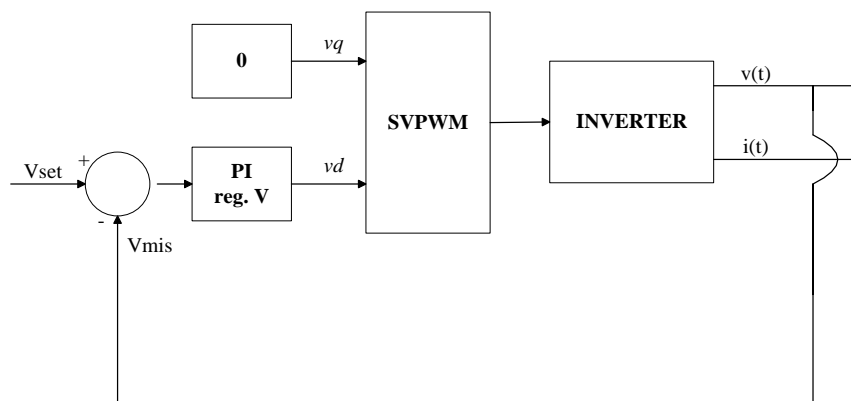 0
vq
SVPWM
INVERTER
v(t)
i(t)
Vset
+
-
PI
reg. V
vd
Vmis